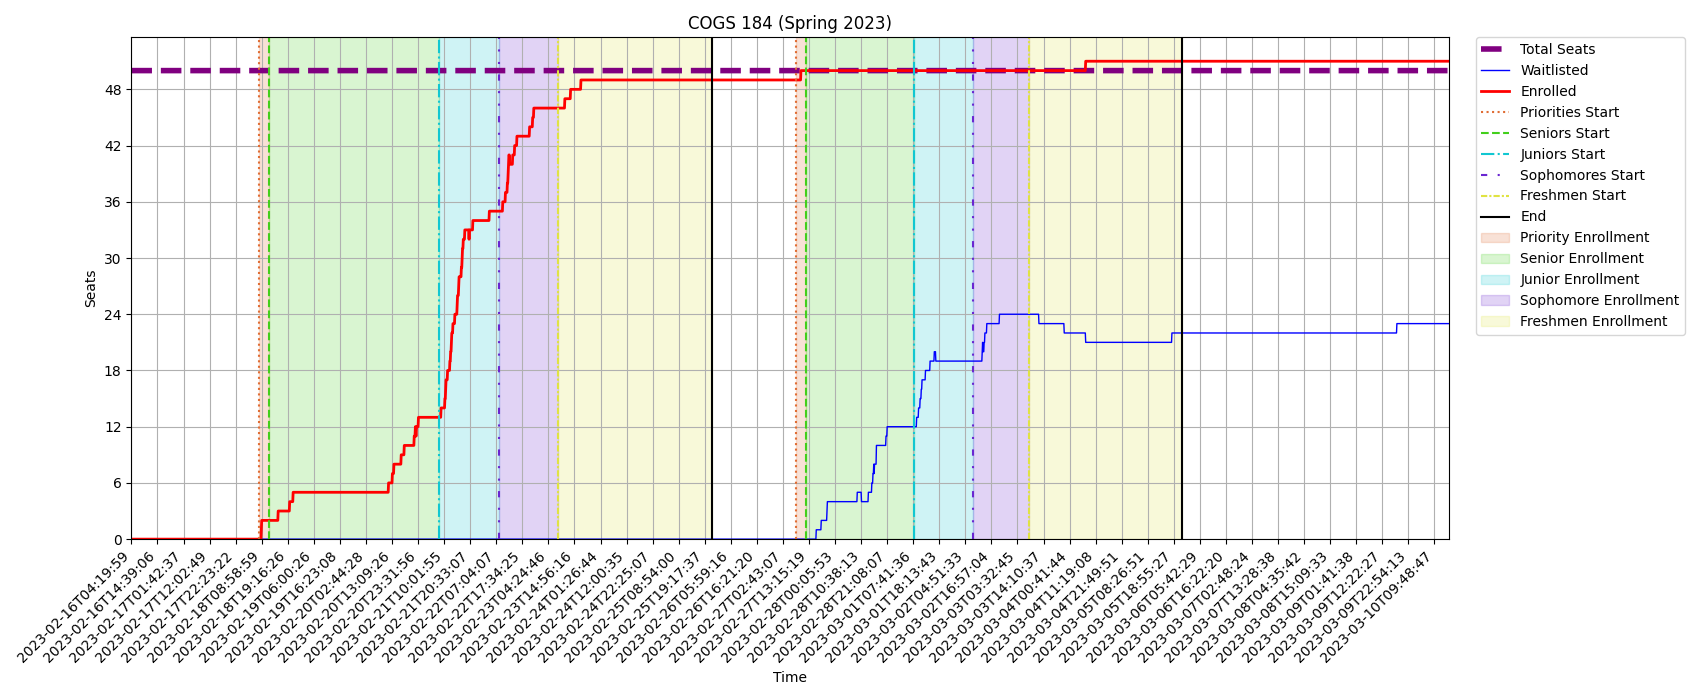 COGS 184 (Spring 2023)
Total Seats
Waitlisted
Enrolled
Priorities Start
Seniors Start
Juniors Start
Sophomores Start
Freshmen Start
End
Priority Enrollment
Senior Enrollment
Junior Enrollment
Sophomore Enrollment
Freshmen Enrollment
Seats
48
42
36
30
24
18
12
6
0
2023-02-16T04:19:59
2023-02-16T14:39:06
2023-02-17T01:42:37
2023-02-17T12:02:49
2023-02-17T22:23:22
2023-02-18T08:58:59
2023-02-18T19:16:26
2023-02-19T06:00:26
2023-02-19T16:23:08
2023-02-20T02:44:28
2023-02-20T13:09:26
2023-02-20T23:31:56
2023-02-21T10:01:55
2023-02-21T20:33:07
2023-02-22T07:04:07
2023-02-22T17:34:25
2023-02-23T04:24:46
2023-02-23T14:56:16
2023-02-24T01:26:44
2023-02-24T12:00:35
2023-02-24T22:25:07
2023-02-25T08:54:00
2023-02-25T19:17:37
2023-02-26T05:59:16
2023-02-26T16:21:20
2023-02-27T02:43:07
2023-02-27T13:15:19
2023-02-28T00:05:53
2023-02-28T10:38:13
2023-02-28T21:08:07
2023-03-01T07:41:36
2023-03-01T18:13:43
2023-03-02T04:51:33
2023-03-02T16:57:04
2023-03-03T03:32:45
2023-03-03T14:10:37
2023-03-04T00:41:44
2023-03-04T11:19:08
2023-03-04T21:49:51
2023-03-05T08:26:51
2023-03-05T18:55:27
2023-03-06T05:42:29
2023-03-06T16:22:20
2023-03-07T02:48:24
2023-03-07T13:28:38
2023-03-08T04:35:42
2023-03-08T15:09:33
2023-03-09T01:41:38
2023-03-09T12:22:27
2023-03-09T22:54:13
2023-03-10T09:48:47
Time